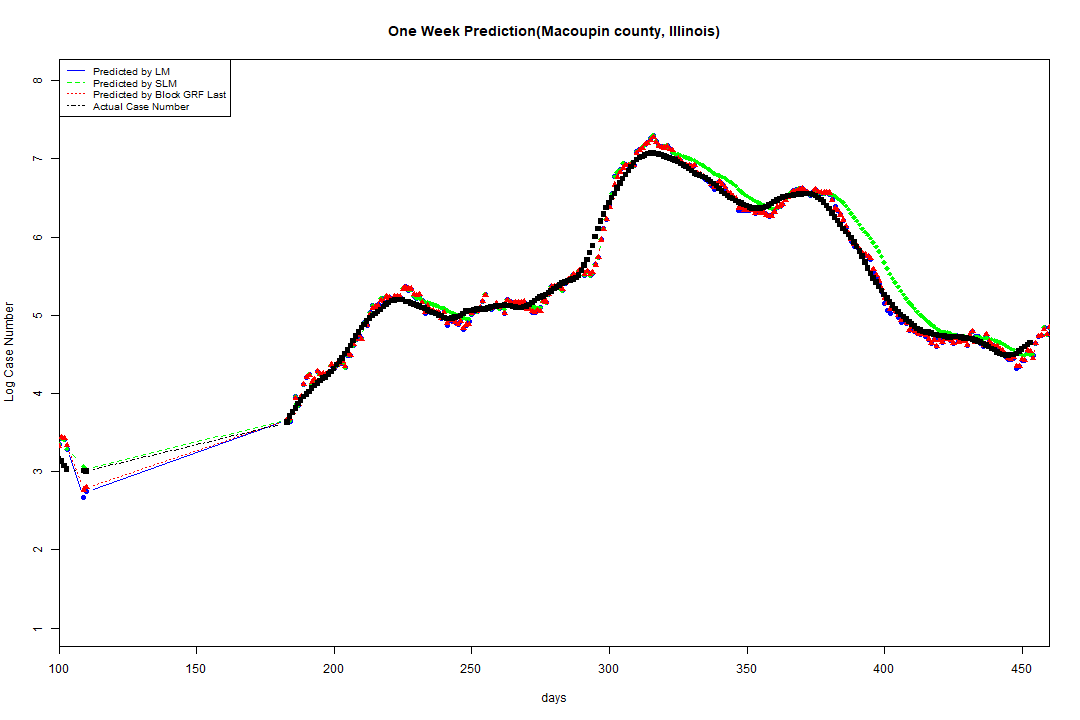 One Week Prediction(Macoupin county, Illinois)
Predicted by LM
Predicted by SLM
Predicted by Block GRF Last
Actual Case Number
8
7
6
5
4
3
2
1
Log Case Number
100 150 200 250 300 350 400 450
days